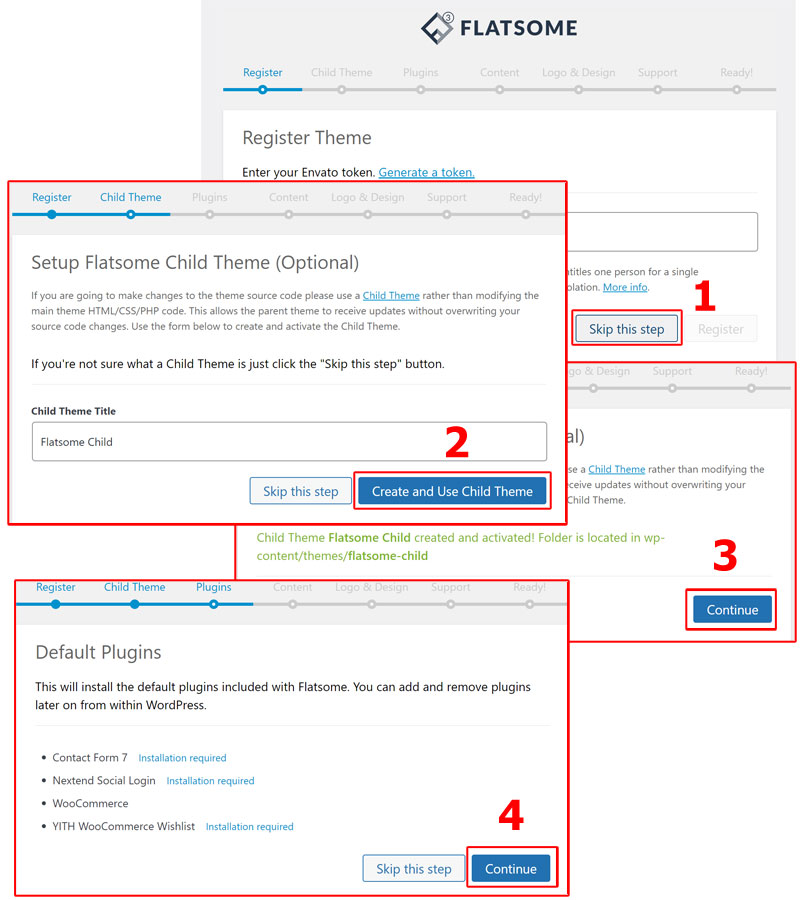 3
FLATSOME
Register Child Theme Plugins Content Logo & Design Support Ready!
Register Theme
Enter your Envato token. Generate a token.
titles one person for a single
olation. More info.
1
Skip this step Register
Register Child Theme Plugins Content Logo & Design Support Ready!
Setup Flatsome Child Theme (Optional)
If you are going to make changes to the theme source code please use a Child Theme rather than modifying the
main theme HTML/CSS/PHP code. This allows the parent theme to receive updates without overwriting your
source code changes. Use the form below to create and activate the Child Theme.
If you're not sure what a Child Theme is just click the "Skip this step" button.
Child Theme Title
Flatsome Child
2
Skip this step Create and Use Child Theme
go & Design Support Ready!
al)
se a Child Theme rather than modifying the
eceive updates without overwriting your
Child Theme.
Child Theme Flatsome Child created and activated! Folder is located in wp-
content/themes/flatsome-child
3
Continue
Register Child Theme Plugins Content Logo & Design Support Ready!
Default Plugins
This will install the default plugins included with Flatsome. You can add and remove plugins
later on from within WordPress.
• Contact Form 7 Installation required
• Nextend Social Login Installation required
• WooCommerce
• YITH WooCommerce Wishlist Installation required
4
Skip this step Continue